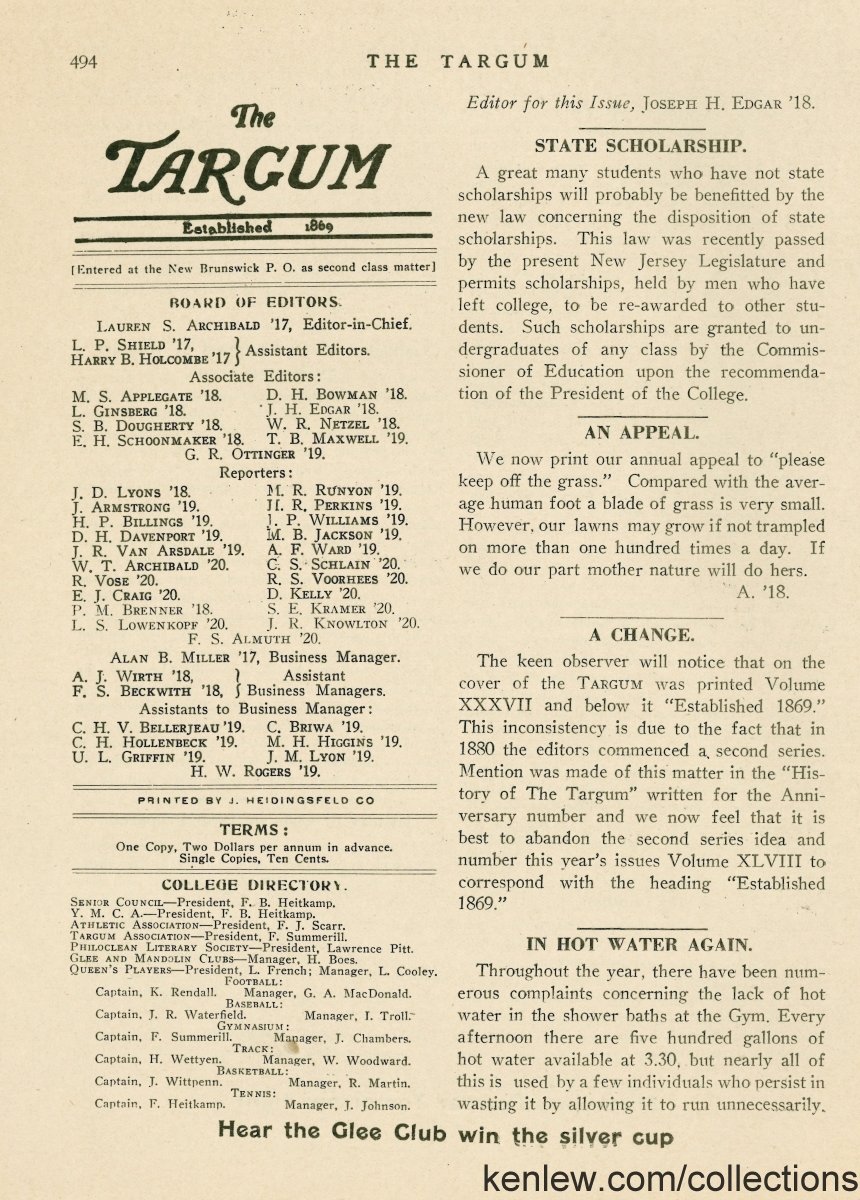 494
THE TARGUM
The
TARGUM
Established 1869
[Entered at the New Brunswick P. O. as second class matter]
BOARD OF EDITORS.
LAUREN S. ARCHIBALD '17, Editor-in-Chief.
L. P. SHIELD '17,
HARRY B. HOLCOMBE '17 } Assistant Editors.
Associate Editors:
M. S. APPLEGATE '18. D. H. BOWMAN '18.
L. GINSBERG '18. J. H. EDGAR '18.
S. B. DOUGHERTY '18. W. R. NETZEL '18.
E. H. SCHOONMAKER '18. T. B. MAXWELL '19.
G. R. OTTINGER '19.
Reporters:
J. D. LYONS '18. M. R. RUNYON '19.
J. ARMSTRONG '19. H. R. PERKINS '19.
H. P. BILLINGS '19. J. P. WILLIAMS '19.
D. H. DAVENPORT '19. M. B. JACKSON '19.
J. R. VAN ARSDALE '19. A. F. WARD '19.
W. T. ARCHIBALD '20. C. S. SCHLAIN '20.
R. VOSE '20. R. S. VOORHEES '20.
E. J. CRAIG '20. D. KELLY '20.
P. M. BRENNER '18. S. E. KRAMER '20.
L. S. LOWENKOPF '20. J. R. KNOWLTON '20.
F. S. ALMUTH '20.
ALAN B. MILLER '17, Business Manager.
A. J. WIRTH '18, } Assistant
F. S. BECKWITH '18, } Business Managers.
Assistants to Business Manager:
C. H. V. BELLERJEAU '19. C. BRIWA '19.
C. H. HOLLENBECK '19. M. H. HIGGINS '19.
U. L. GRIFFIN '19. J. M. LYON '19.
H. W. ROGERS '19.
PRINTED BY J. HEIDINGSFELD CO
TERMS:
One Copy, Two Dollars per annum in advance.
Single Copies, Ten Cents.
COLLEGE DIRECTORY.
SENIOR COUNCIL—President, F. B. Heitkamp.
Y. M. C. A.—President, F. B. Heitkamp.
ATHLETIC ASSOCIATION—President, F. J. Scarr.
TARGUM ASSOCIATION—President, F. Summerill.
PHILOCLEAN LITERARY SOCIETY—President, Lawrence Pitt.
GLEE AND MANDOLIN CLUBS—Manager, H. Boes.
QUEEN'S PLAYERS—President, L. French; Manager, L. Cooley.
FOOTBALL:
Captain, K. Rendall. Manager, G. A. MacDonald.
BASEBALL:
Captain, J. R. Waterfield. Manager, I. Troll.
GYMNASIUM:
Captain, F. Summerill. Manager, J. Chambers.
TRACK:
Captain, H. Wettyen. Manager, W. Woodward.
BASKETBALL:
Captain, J. Wittpenn. Manager, R. Martin.
TENNIS:
Captain, F. Heitkamp. Manager, J. Johnson.
Editor for this Issue, JOSEPH H. EDGAR '18.
STATE SCHOLARSHIP.
A great many students who have not state
scholarships will probably be benefitted by the
new law concerning the disposition of state
scholarships. This law was recently passed
by the present New Jersey Legislature and
permits scholarships, held by men who have
left college, to be re-awarded to other stu-
dents. Such scholarships are granted to un-
dergraduates of any class by the Commis-
sioner of Education upon the recommenda-
tion of the President of the College.
AN APPEAL.
We now print our annual appeal to "please
keep off the grass." Compared with the aver-
age human foot a blade of grass is very small.
However, our lawns may grow if not trampled
on more than one hundred times a day. If
we do our part mother nature will do hers.
A. '18.
A CHANGE.
The keen observer will notice that on the
cover of the TARGUM was printed Volume
XXXVII and below it "Established 1869."
This inconsistency is due to the fact that in
1880 the editors commenced a second series.
Mention was made of this matter in the "His-
tory of The Targum" written for the Anni-
versary number and we now feel that it is
best to abandon the second series idea and
number this year's issues Volume XLVIII to
correspond with the heading "Established
1869."
IN HOT WATER AGAIN.
Throughout the year, there have been num-
erous complaints concerning the lack of hot
water in the shower baths at the Gym. Every
afternoon there are five hundred gallons of
hot water available at 3.30, but nearly all of
this is used by a few individuals who persist in
wasting it by allowing it to run unnecessarily.
Hear the Glee Club win the silver cup
kenlew.com/collections